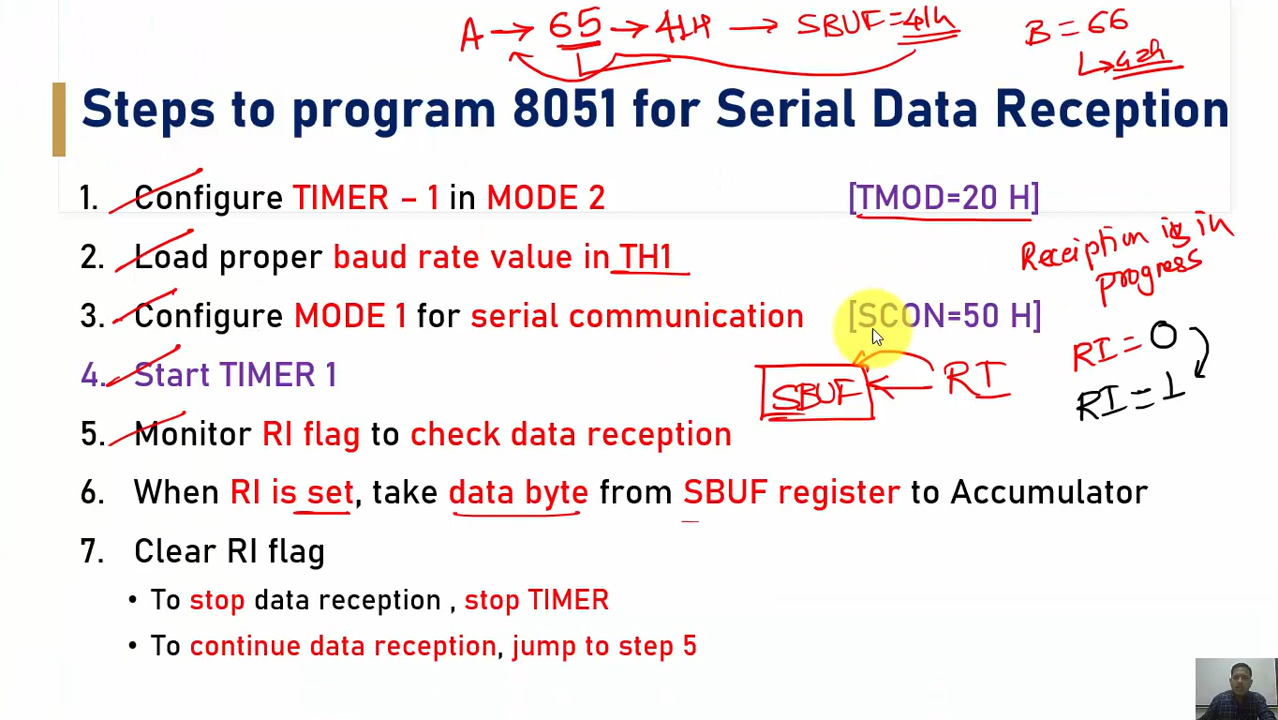 A → 65 → 41H → SBUF=41h B = 66
↳ 42h
Steps to program 8051 for Serial Data Reception
1. Configure TIMER – 1 in MODE 2 [TMOD=20 H]
2. Load proper baud rate value in TH1
Receiption is in
progress
3. Configure MODE 1 for serial communication [SCON=50 H]
RI = 0
4. Start TIMER 1
SBUF ← RI
RI = 1
5. Monitor RI flag to check data reception
6. When RI is set, take data byte from SBUF register to Accumulator
7. Clear RI flag
• To stop data reception , stop TIMER
• To continue data reception, jump to step 5